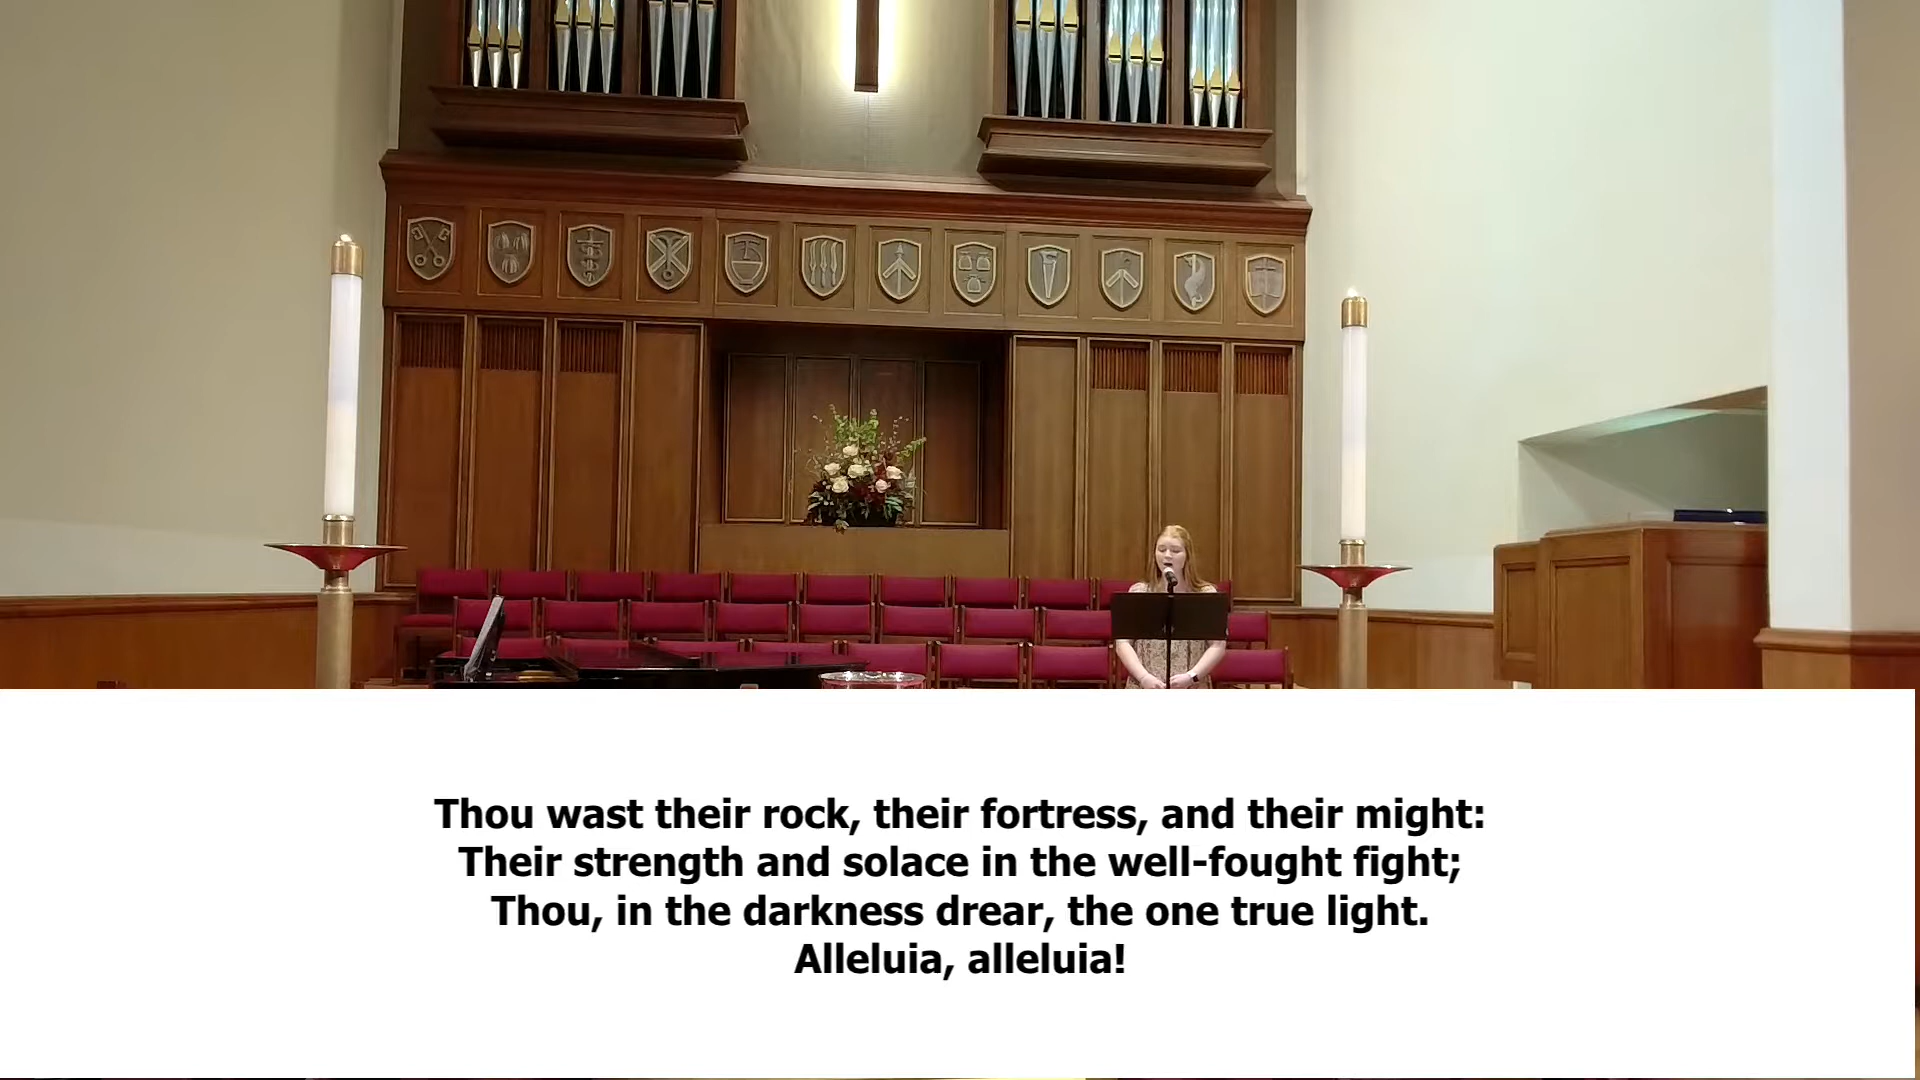 Thou wast their rock, their fortress, and their might:
Their strength and solace in the well-fought fight;
Thou, in the darkness drear, the one true light.
Alleluia, alleluia!